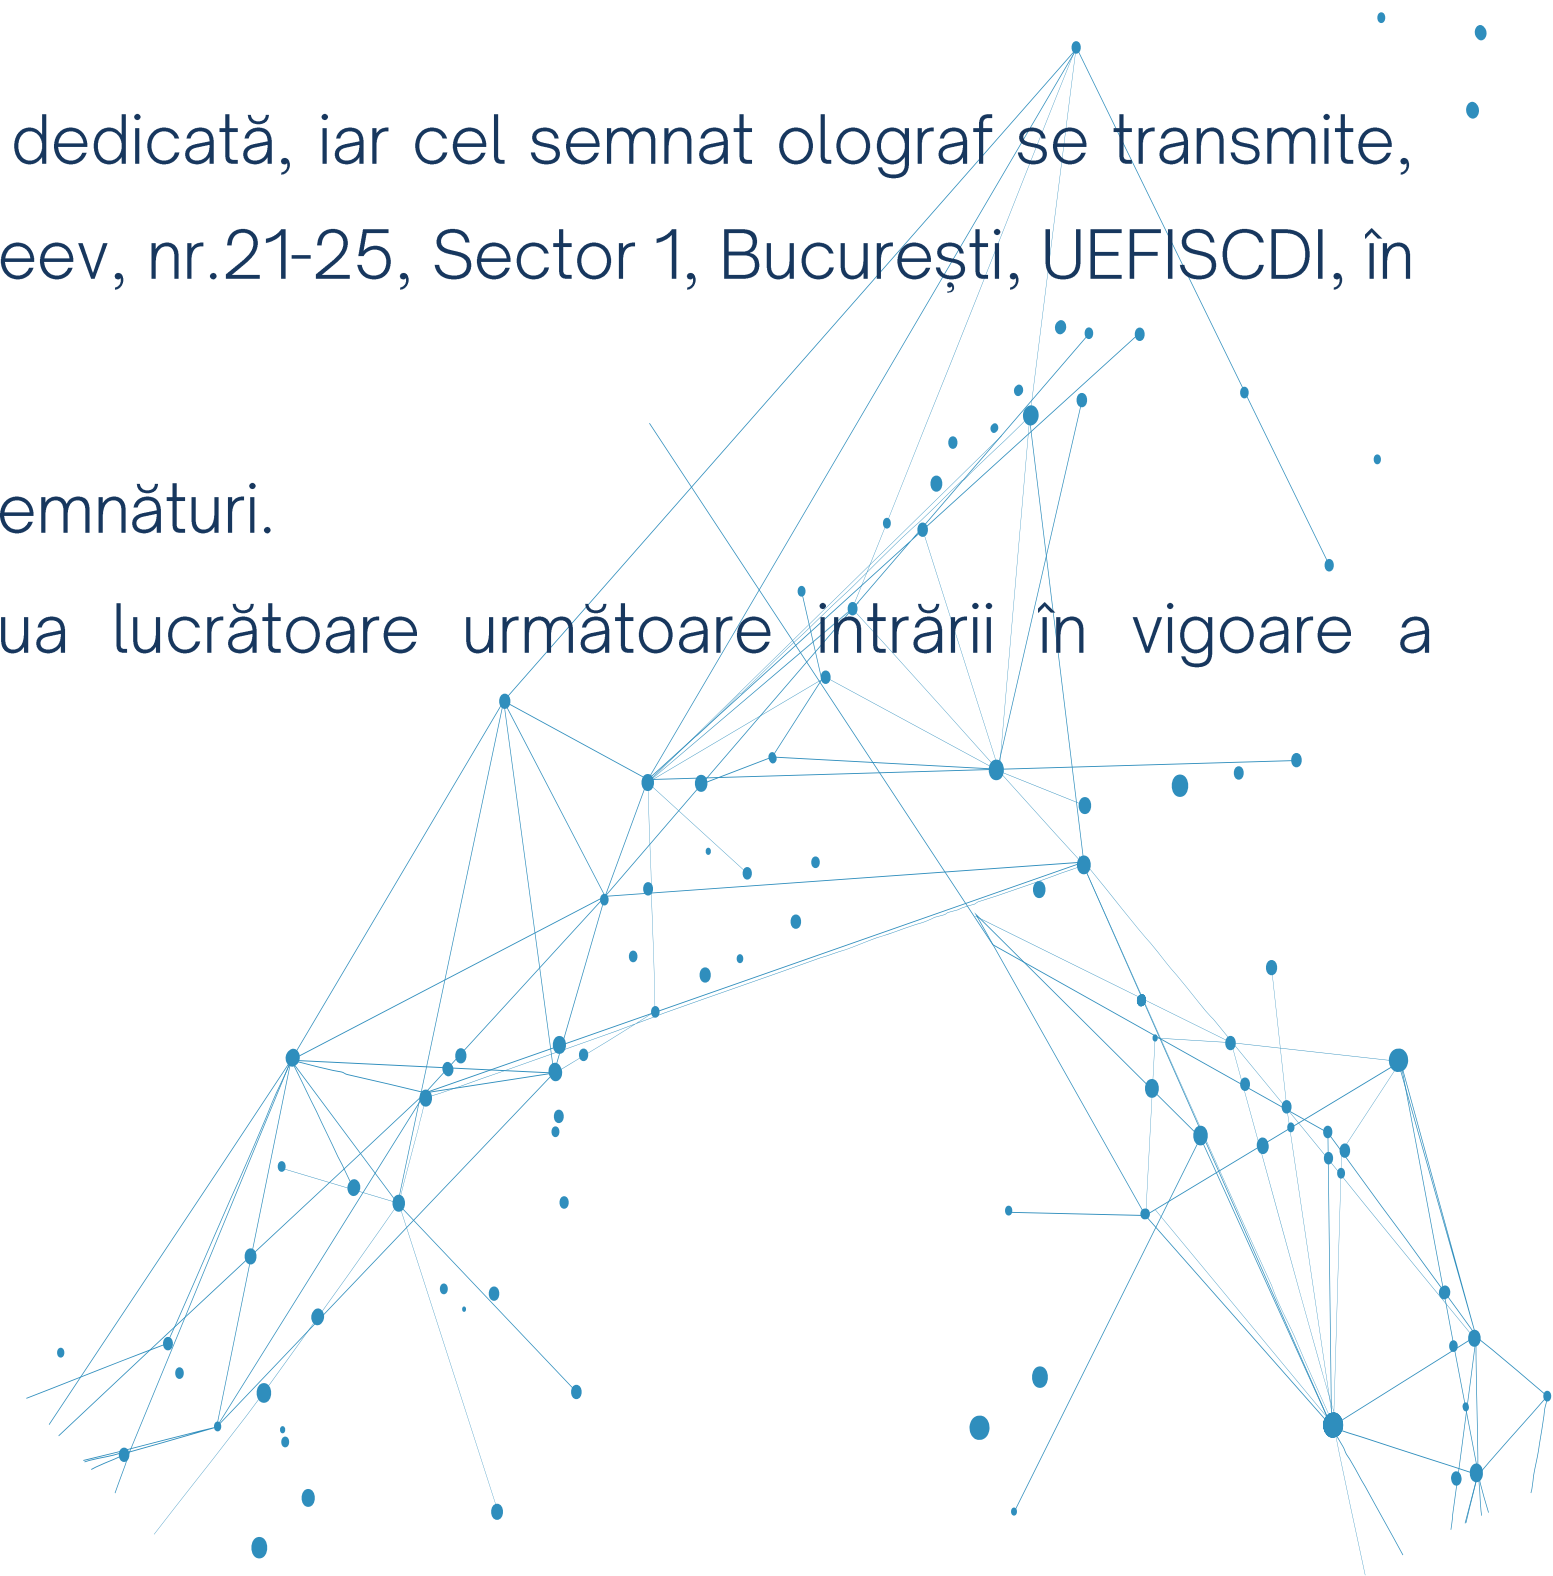 dedicată, iar cel semnat olograf se transmite,
eev, nr.21-25, Sector 1, București, UEFISCDI, în
emnături.
ua lucrătoare următoare intrării în vigoare a